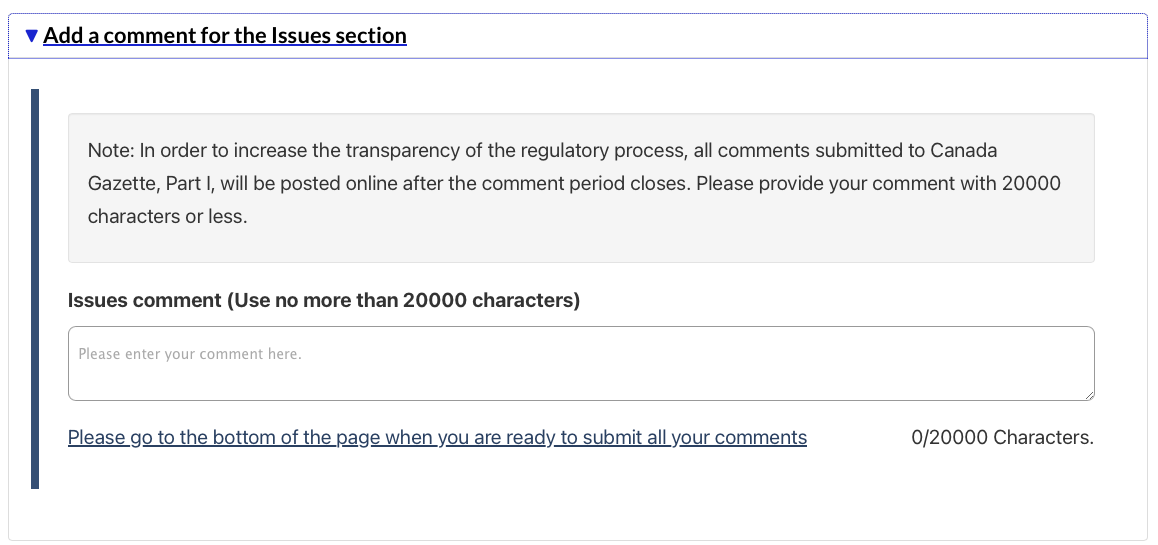 Add a comment for the Issues section
Note: In order to increase the transparency of the regulatory process, all comments submitted to Canada
Gazette, Part I, will be posted online after the comment period closes. Please provide your comment with 20000
characters or less.
Issues comment (Use no more than 20000 characters)
Please enter your comment here.
Please go to the bottom of the page when you are ready to submit all your comments 0/20000 Characters.